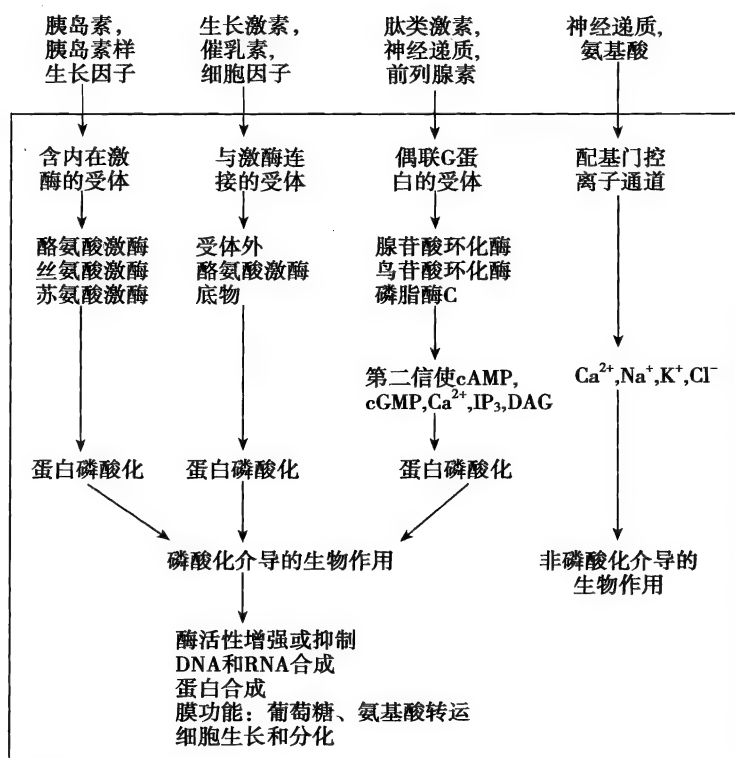 胰岛素，
胰岛素样
生长因子
生长激素，
催乳素，
细胞因子
肽类激素，
神经递质，
前列腺素
神经递质，
氨基酸
含内在激
酶的受体
与激酶连
接的受体
偶联G蛋
白的受体
配基门控
离子通道
酪氨酸激酶
丝氨酸激酶
苏氨酸激酶
受体外
酪氨酸激酶
底物
腺苷酸环化酶
鸟苷酸环化酶
磷脂酶C
第二信使cAMP,
cGMP,Ca²⁺,IP₃,DAG
Ca²⁺,Na⁺,K⁺,Cl⁻
蛋白磷酸化
蛋白磷酸化
蛋白磷酸化
磷酸化介导的生物作用
非磷酸化介导的
生物作用
酶活性增强或抑制
DNA和RNA合成
蛋白合成
膜功能：葡萄糖、氨基酸转运
细胞生长和分化